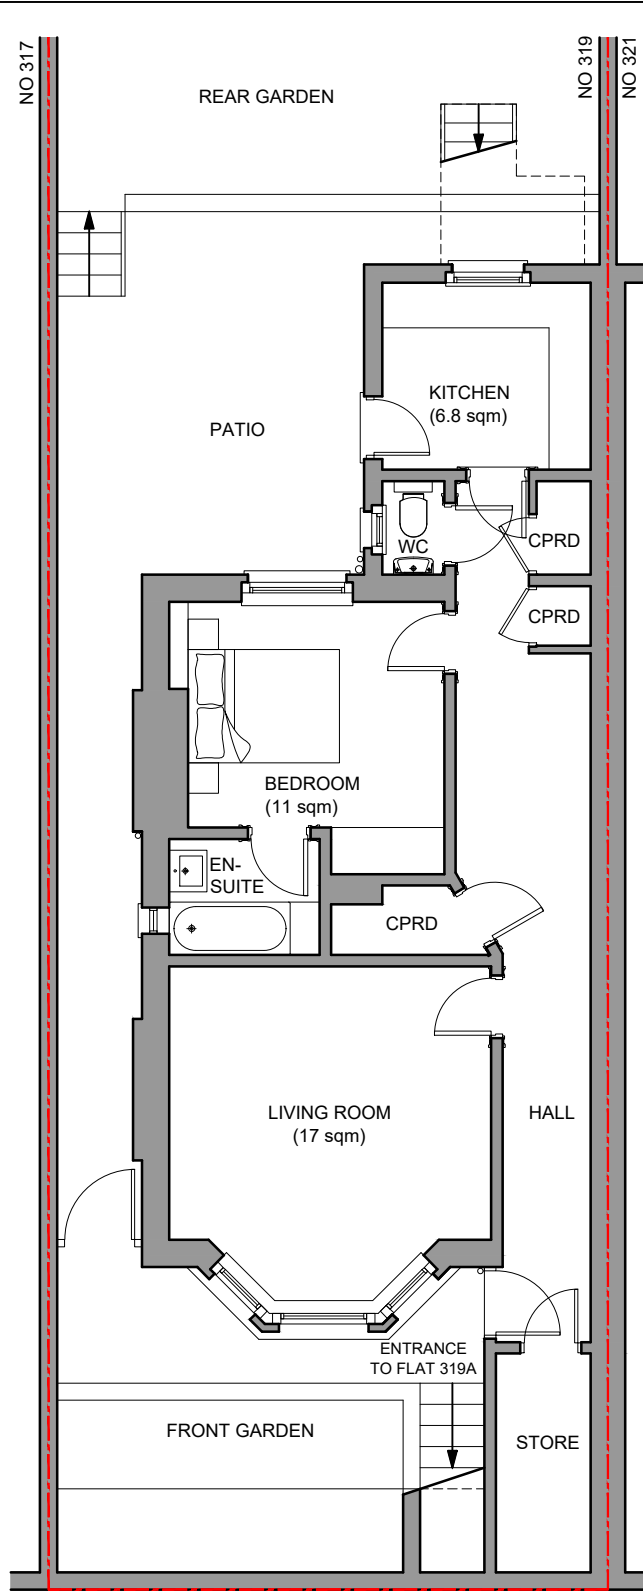 NO 317
NO 319
NO 321
REAR GARDEN
KITCHEN
(6.8 sqm)
PATIO
WC
CPRD
CPRD
BEDROOM
(11 sqm)
EN-
SUITE
CPRD
LIVING ROOM
(17 sqm)
HALL
ENTRANCE
TO FLAT 319A
FRONT GARDEN
STORE